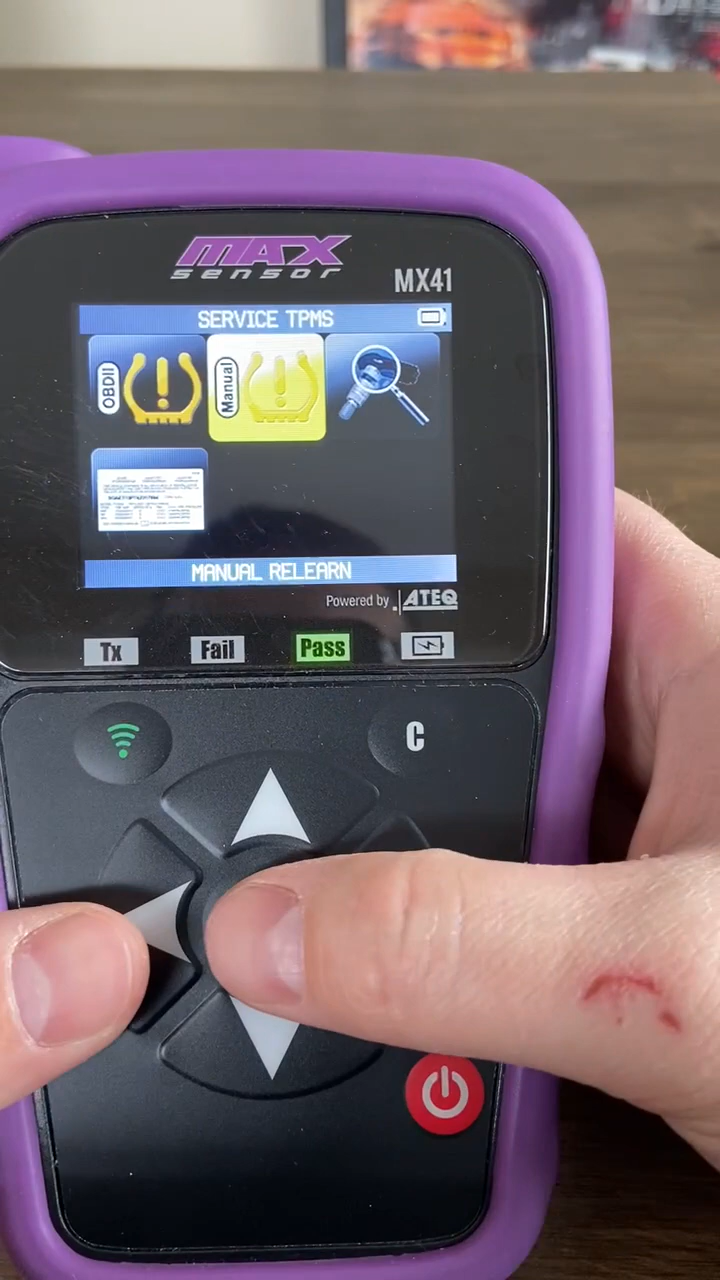 MAX
sensor
MX41
SERVICE TPMS
OBDII
Manual
MANUAL RELEARN
Powered by ATEQ
Tx
Fail
Pass
C